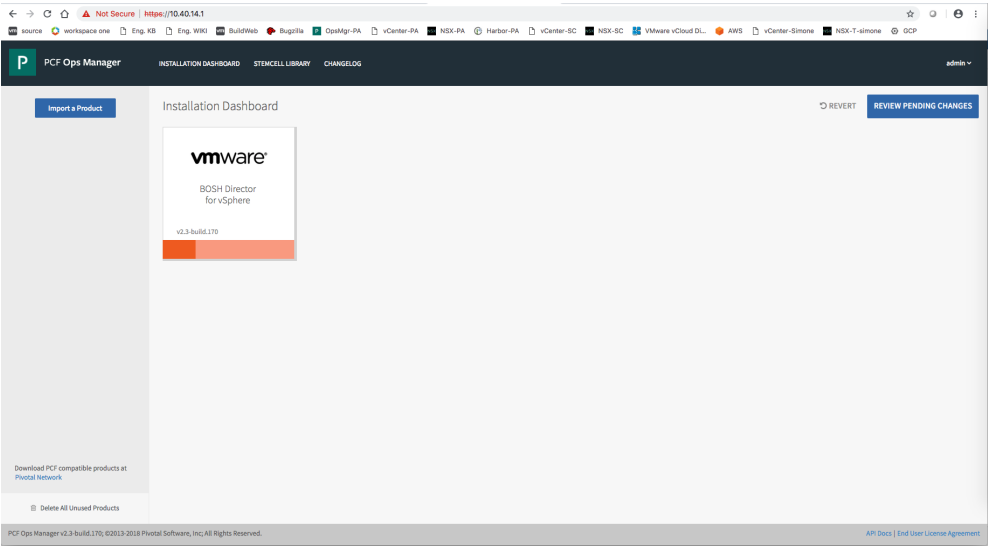 Not Secure | https://10.40.14.1
source workspace one Eng. KB Eng. WIKI BuildWeb Bugzilla OpsMgr-PA vCenter-PA NSX-PA Harbor-PA vCenter-SC NSX-SC VMware vCloud Di... AWS vCenter-Simone NSX-T-simone GCP
P PCF Ops Manager INSTALLATION DASHBOARD STEMCELL LIBRARY CHANGELOG admin
Import a Product
Installation Dashboard
REVERT REVIEW PENDING CHANGES
vmware®
BOSH Director
for vSphere
v2.3-build.170
Download PCF compatible products at
Pivotal Network
Delete All Unused Products
PCF Ops Manager v2.3-build.170; ©2013-2018 Pivotal Software, Inc; All Rights Reserved. API Docs | End User License Agreement